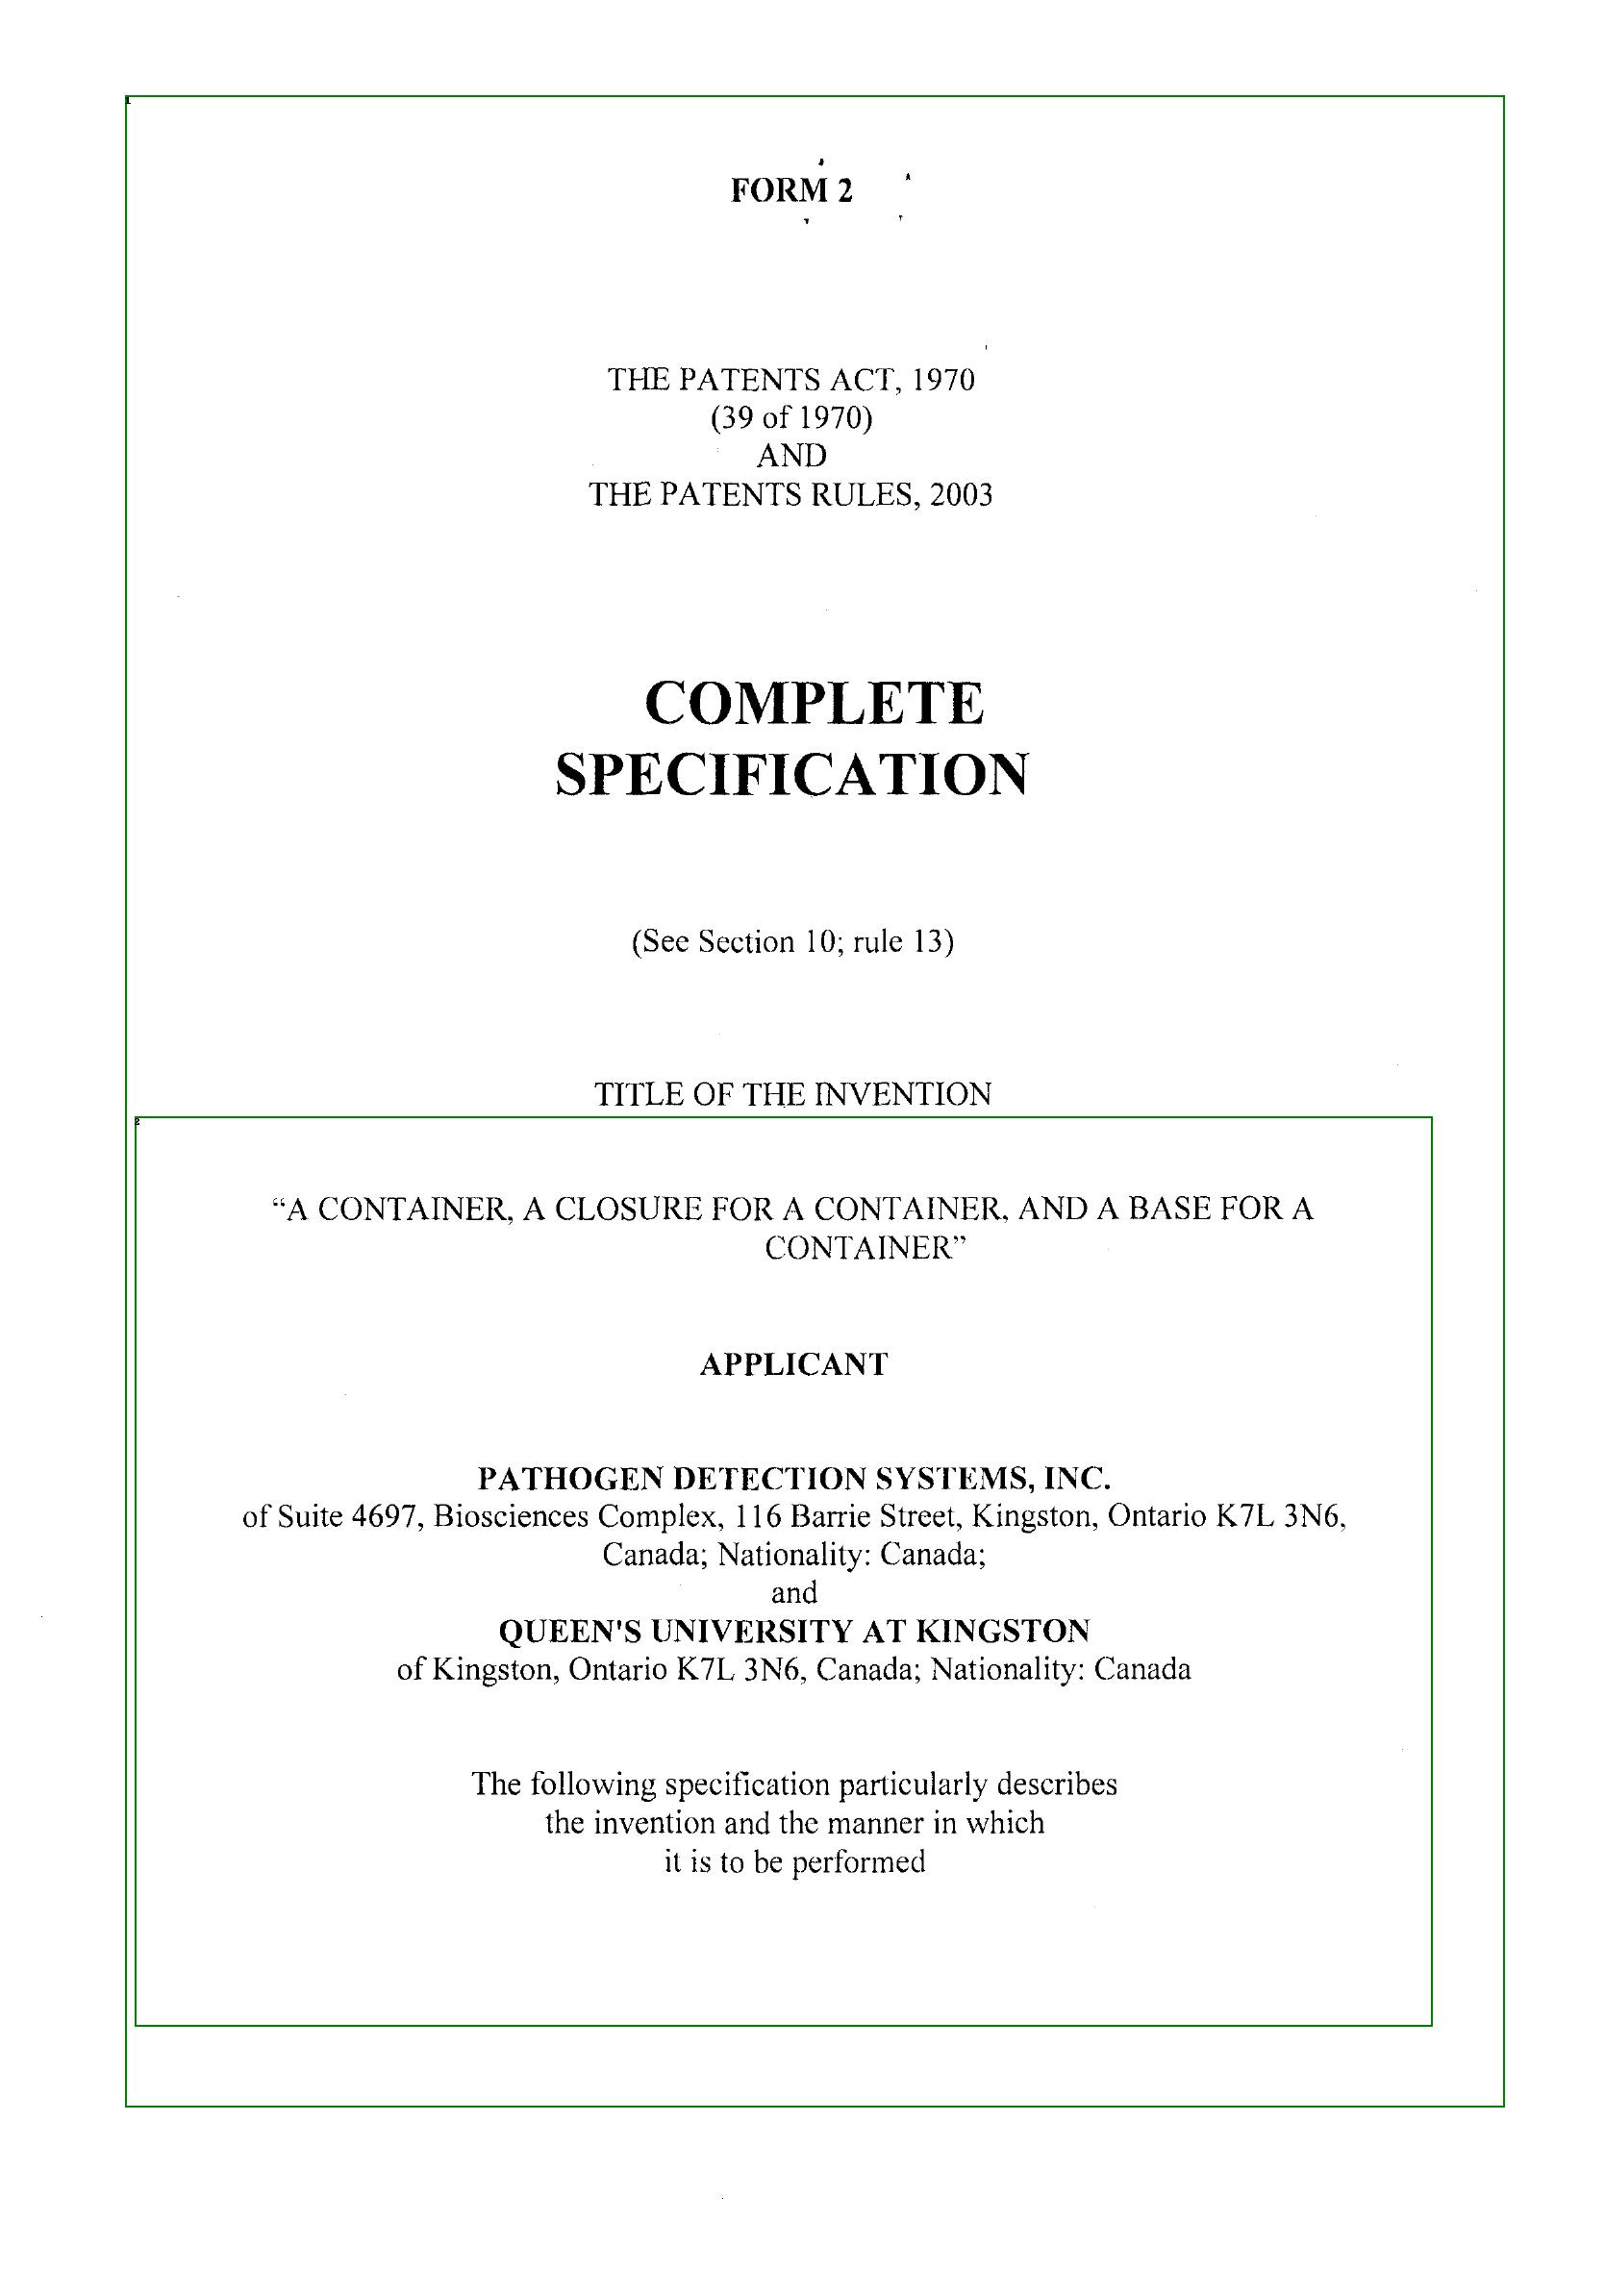 FORM 2
THE PATENTS ACT, 1970
(39 of 1970)
AND
THE PATENTS RULES, 2003
COMPLETE
SPECIFICATION
(See Section 10; rule 13)
TITLE OF THE INVENTION
“A CONTAINER, A CLOSURE FOR A CONTAINER, AND A BASE FOR A
CONTAINER”
APPLICANT
PATHOGEN DETECTION SYSTEMS, INC.
of Suite 4697, Biosciences Complex, 116 Barrie Street, Kingston, Ontario K7L 3N6,
Canada; Nationality: Canada;
and
QUEEN'S UNIVERSITY AT KINGSTON
of Kingston, Ontario K7L 3N6, Canada; Nationality: Canada
The following specification particularly describes
the invention and the manner in which
it is to be performed